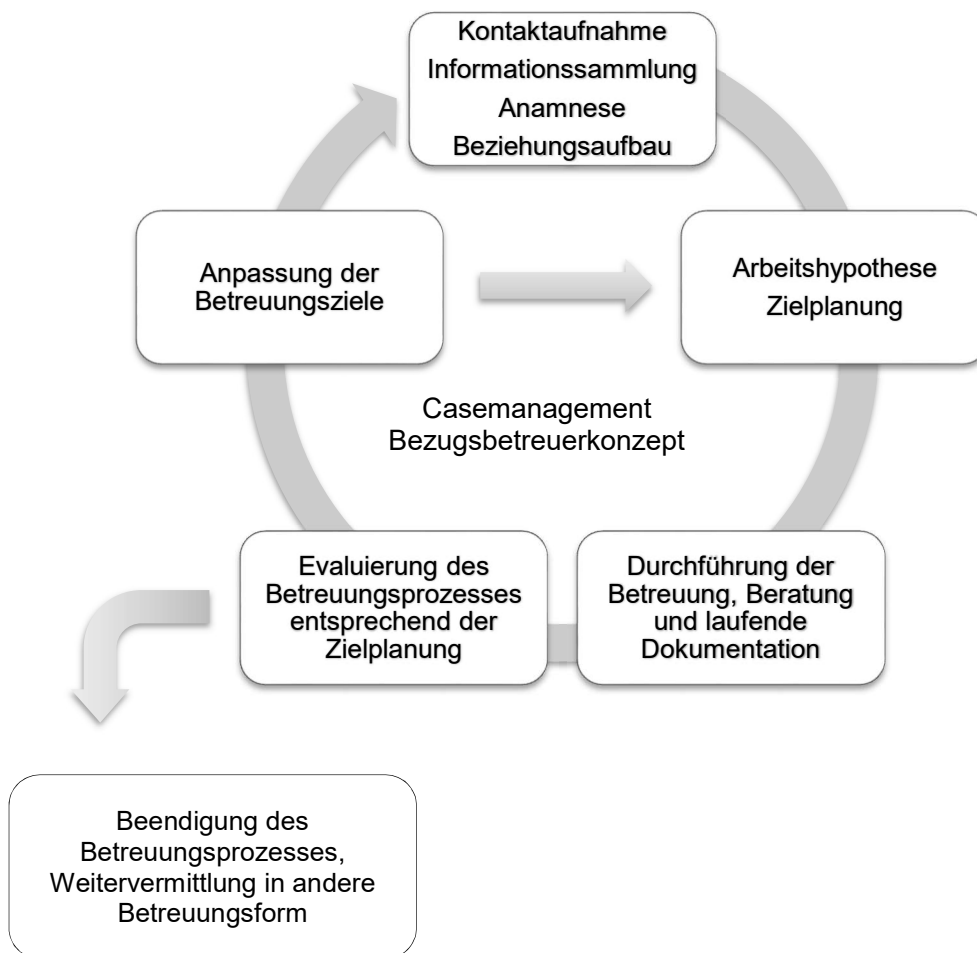 Kontaktaufnahme
Informationssammlung
Anamnese
Beziehungsaufbau
Anpassung der
Betreuungsziele
Arbeitshypothese
Zielplanung
Casemanagement
Bezugsbetreuerkonzept
Evaluierung des
Betreuungsprozesses
entsprechend der
Zielplanung
Durchführung der
Betreuung, Beratung
und laufende
Dokumentation
Beendigung des
Betreuungsprozesses,
Weitervermittlung in andere
Betreuungsform